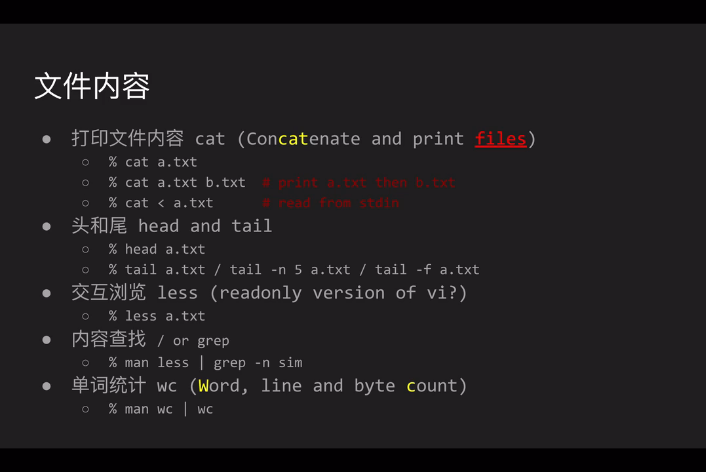 文件内容
● 打印文件内容 cat (Concatenate and print files)
○ % cat a.txt
○ % cat a.txt b.txt # print a.txt then b.txt
○ % cat < a.txt # read from stdin
● 头和尾 head and tail
○ % head a.txt
○ % tail a.txt / tail -n 5 a.txt / tail -f a.txt
● 交互浏览 less (readonly version of vi?)
○ % less a.txt
● 内容查找 / or grep
○ % man less | grep -n sim
● 单词统计 wc (Word, line and byte count)
○ % man wc | wc